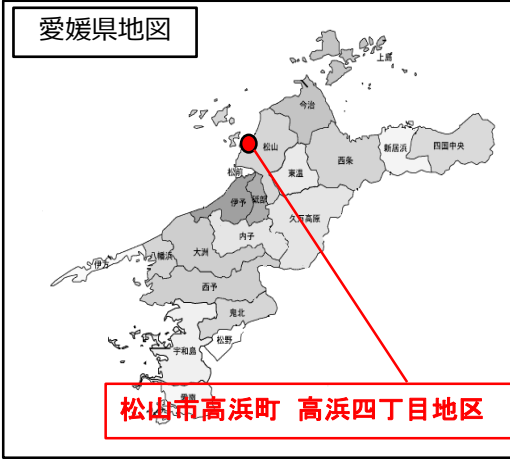 愛媛県地図
上島
今治
松山
新居浜
四国中央
西条
東温
松前
伊予
砥部
久万高原
内子
大洲
八幡浜
伊方
西予
鬼北
松野
宇和島
愛南
松山市高浜町 高浜四丁目地区